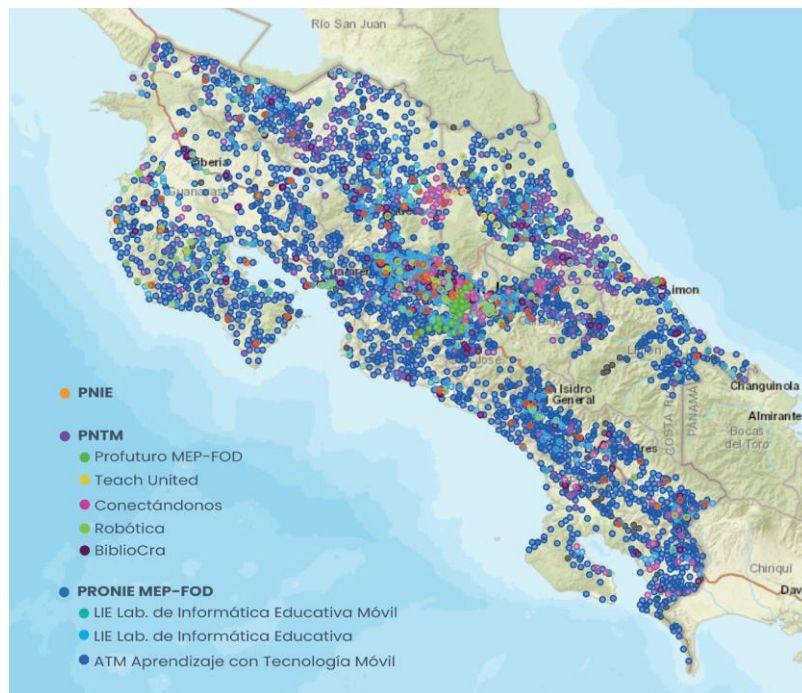 Río San Juan
Liberia
Guanacaste
Limon
Changuinola
Almirante
Bocas
del Toro
COSTA RICA
PANAMÁ
Isidro
General
Chiriquí
PNIE
PNTM
Profuturo MEP-FOD
Teach United
Conectándonos
Robótica
BiblioCra
PRONIE MEP-FOD
LIE Lab. de Informática Educativa Móvil
LIE Lab. de Informática Educativa
ATM Aprendizaje con Tecnología Móvil